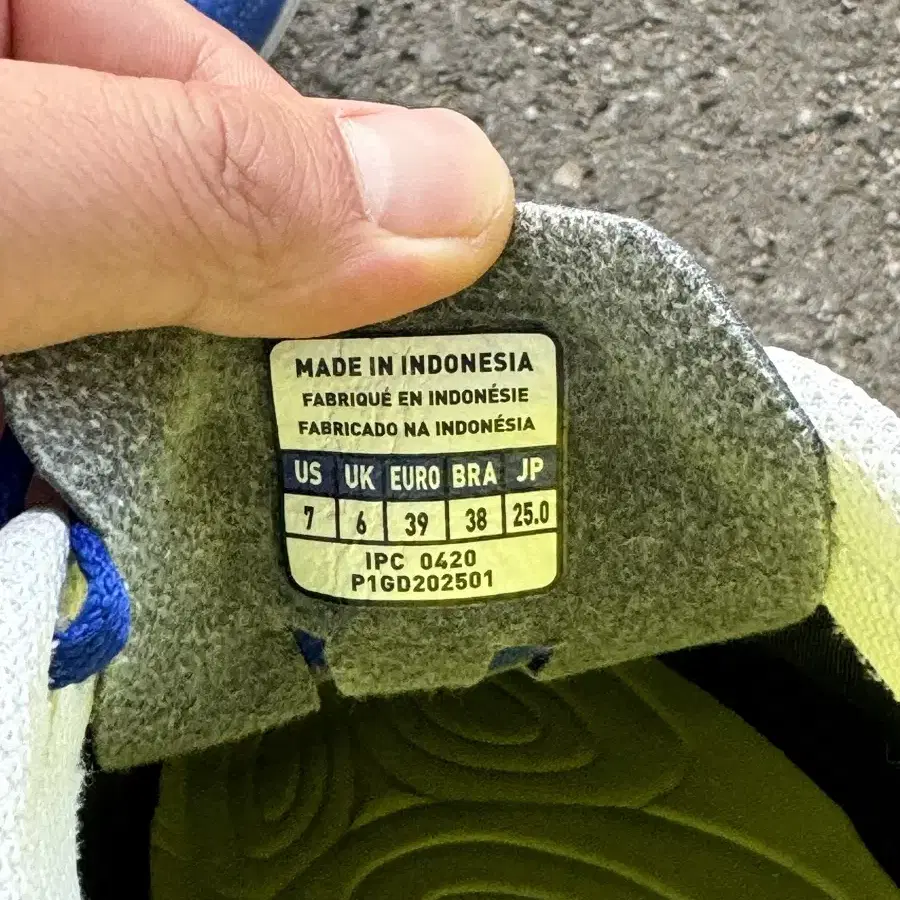 MADE IN INDONESIA
FABRIQUÉ EN INDONÉSIE
FABRICADO NA INDONÉSIA
US UK EURO BRA JP
7 6 39 38 25.0
IPC 0420
P1GD202501